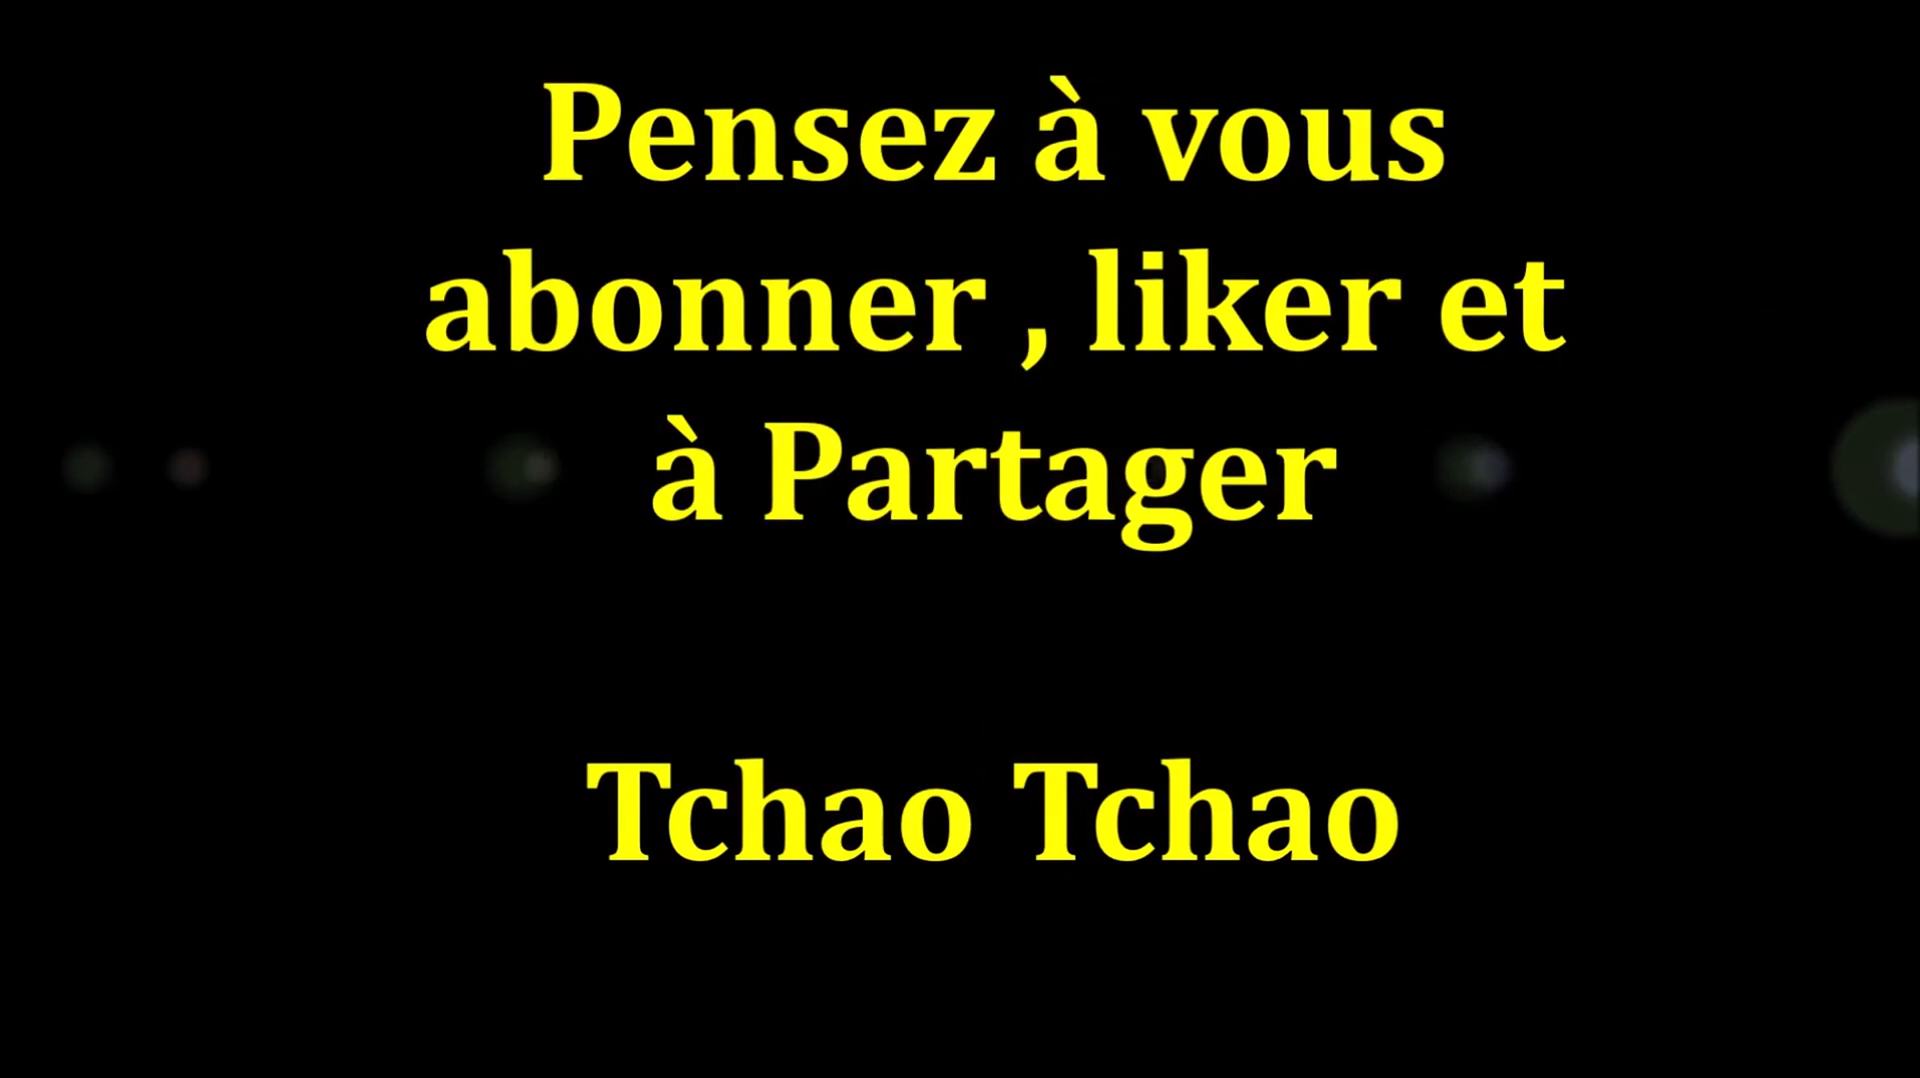 Pensez à vous
abonner , liker et
à Partager
Tchao Tchao